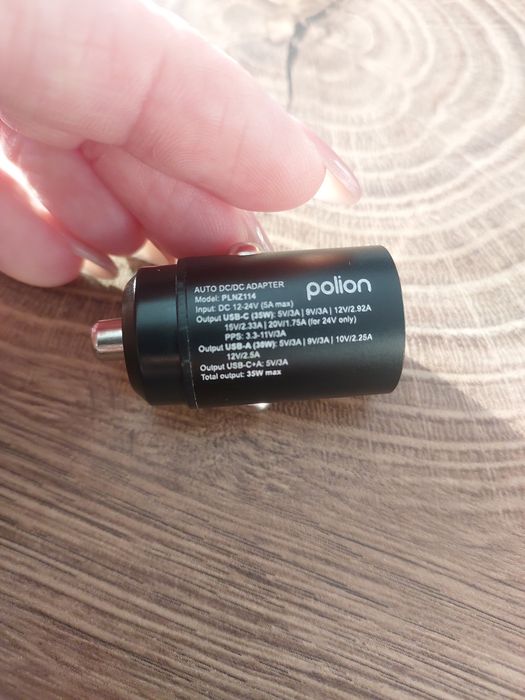 AUTO DC/DC ADAPTER
polion
Model: PLNZ114
Input: DC 12-24V (5A max)
Output USB-C (35W): 5V/3A | 9V/3A | 12V/2.92A
15V/2.33A | 20V/1.75A (for 24V only)
PPS: 3.3-11V/3A
Output USB-A (30W): 5V/3A | 9V/3A | 10V/2.25A
12V/2.5A
Output USB-C+A: 5V/3A
Total output: 35W max